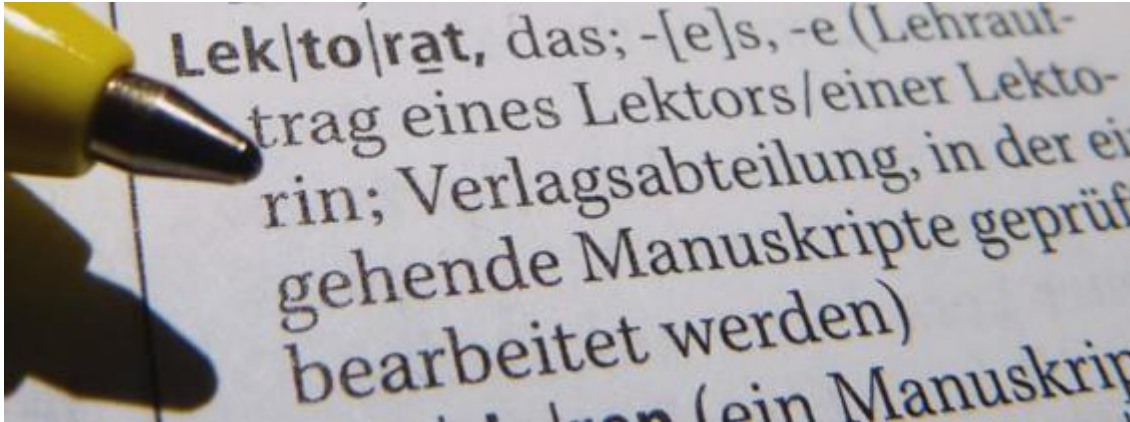 Lek|to|rat, das; -[e]s, -e (Lehrauf-
trag eines Lektors/einer Lekto-
rin; Verlagsabteilung, in der ei
gehende Manuskripte geprüf
bearbeitet werden)
(ein Manuskrip